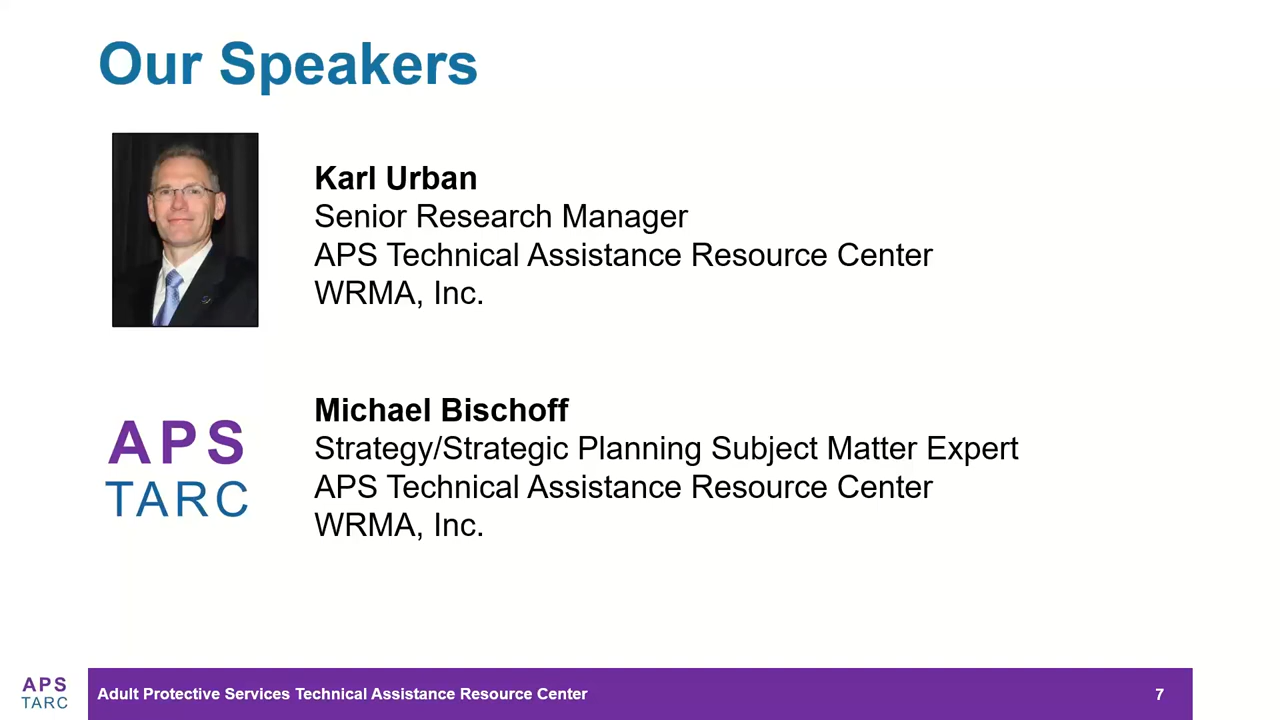 Our Speakers
Karl Urban
Senior Research Manager
APS Technical Assistance Resource Center
WRMA, Inc.
APS
TARC
Michael Bischoff
Strategy/Strategic Planning Subject Matter Expert
APS Technical Assistance Resource Center
WRMA, Inc.
APS
TARC
Adult Protective Services Technical Assistance Resource Center
7